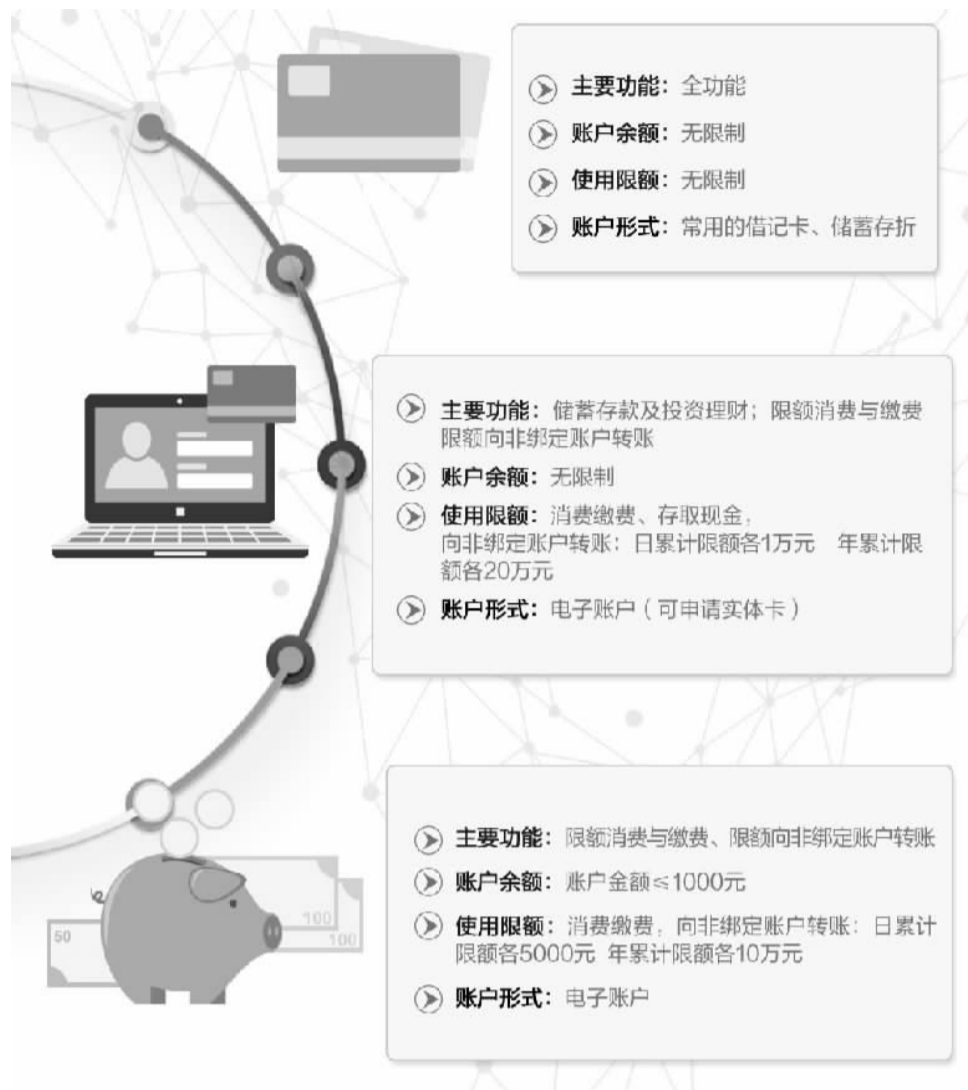 主要功能：全功能
账户余额：无限制
使用限额：无限制
账户形式：常用的借记卡、储蓄存折
主要功能：储蓄存款及投资理财；限额消费与缴费
限额向非绑定账户转账
账户余额：无限制
使用限额：消费缴费、存取现金，
向非绑定账户转账：日累计限额各1万元 年累计限
额各20万元
账户形式：电子账户（可申请实体卡）
主要功能：限额消费与缴费、限额向非绑定账户转账
账户余额：账户金额≤1000元
使用限额：消费缴费，向非绑定账户转账：日累计
限额各5000元 年累计限额各10万元
账户形式：电子账户
50
100
100